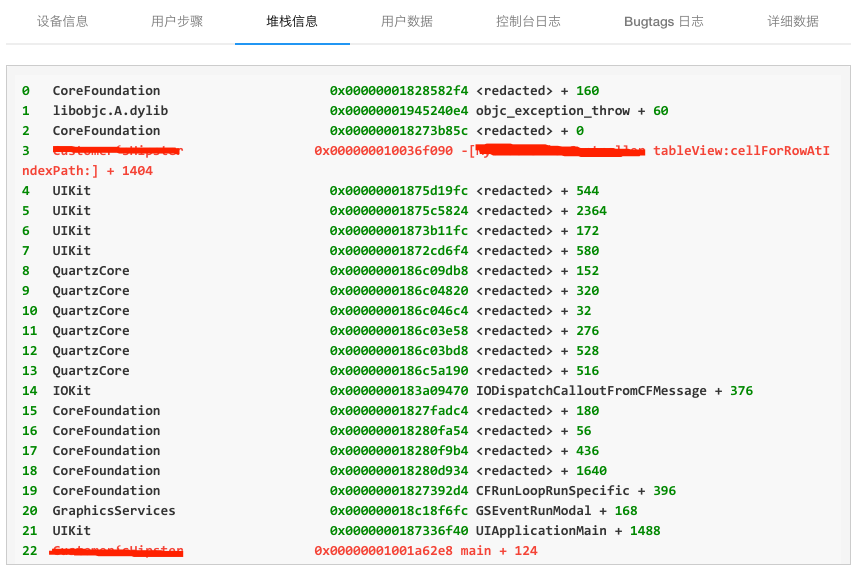 设备信息 用户步骤 堆栈信息 用户数据 控制台日志 Bugtags 日志 详细数据
0 CoreFoundation 0x00000001828582f4 <redacted> + 160
1 libobjc.A.dylib 0x00000001945240e4 objc_exception_throw + 60
2 CoreFoundation 0x000000018273b85c <redacted> + 0
3 0x000000010036f090 -[ tableView:cellForRowAtI
ndexPath:] + 1404
4 UIKit 0x00000001875d19fc <redacted> + 544
5 UIKit 0x00000001875c5824 <redacted> + 2364
6 UIKit 0x00000001873b11fc <redacted> + 172
7 UIKit 0x00000001872cd6f4 <redacted> + 580
8 QuartzCore 0x0000000186c09db8 <redacted> + 152
9 QuartzCore 0x0000000186c04820 <redacted> + 320
10 QuartzCore 0x0000000186c046c4 <redacted> + 32
11 QuartzCore 0x0000000186c03e58 <redacted> + 276
12 QuartzCore 0x0000000186c03bd8 <redacted> + 528
13 QuartzCore 0x0000000186c5a190 <redacted> + 516
14 IOKit 0x0000000183a09470 IODispatchCalloutFromCFMessage + 376
15 CoreFoundation 0x00000001827fadc4 <redacted> + 180
16 CoreFoundation 0x000000018280fa54 <redacted> + 56
17 CoreFoundation 0x000000018280f9b4 <redacted> + 436
18 CoreFoundation 0x000000018280d934 <redacted> + 1640
19 CoreFoundation 0x00000001827392d4 CFRunLoopRunSpecific + 396
20 GraphicsServices 0x000000018c18f6fc GSEventRunModal + 168
21 UIKit 0x0000000187336f40 UIApplicationMain + 1488
22 0x00000001001a62e8 main + 124